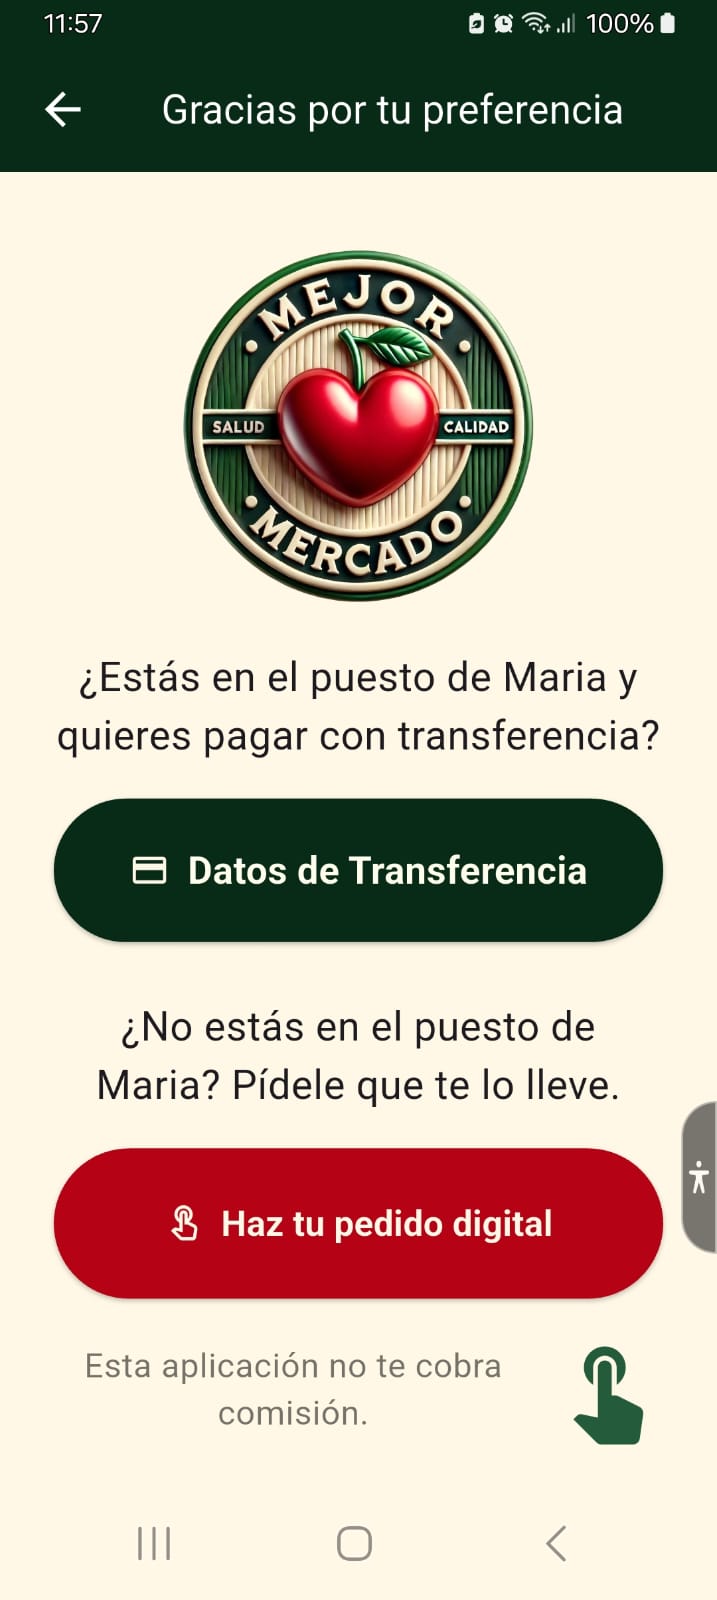 11:57
100%
Gracias por tu preferencia
MEJOR
SALUD
CALIDAD
MERCADO
¿Estás en el puesto de Maria y
quieres pagar con transferencia?
Datos de Transferencia
¿No estás en el puesto de
Maria? Pídele que te lo lleve.
Haz tu pedido digital
Esta aplicación no te cobra
comisión.